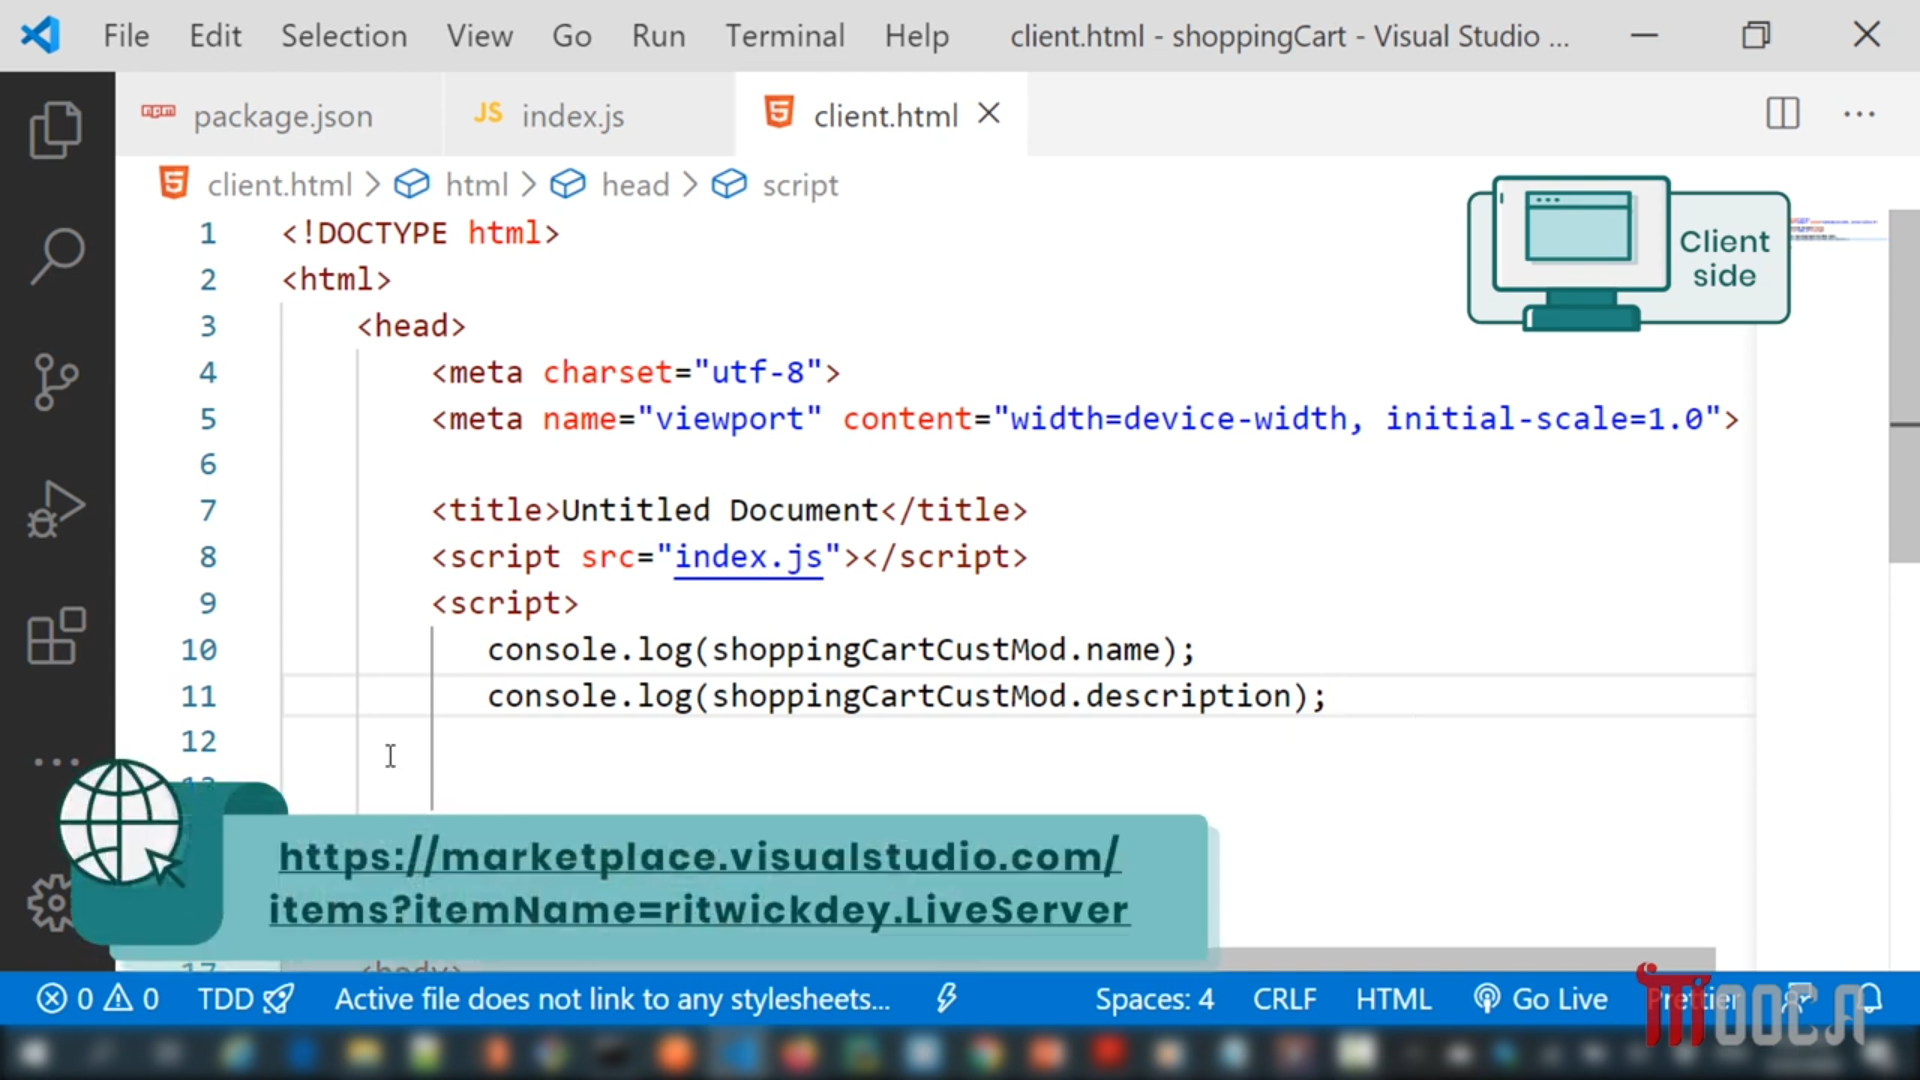 File Edit Selection View Go Run Terminal Help client.html - shoppingCart - Visual Studio ...
package.json JS index.js client.html
client.html > html > head > script
1 <!DOCTYPE html>
2 <html>
3 <head>
4 <meta charset="utf-8">
5 <meta name="viewport" content="width=device-width, initial-scale=1.0">
6
7 <title>Untitled Document</title>
8 <script src="index.js"></script>
9 <script>
10 console.log(shoppingCartCustMod.name);
11 console.log(shoppingCartCustMod.description);
12
Client
side
https://marketplace.visualstudio.com/
items?itemName=ritwickdey.LiveServer
17 <body>
0 0 TDD Active file does not link to any stylesheets... Spaces: 4 CRLF HTML Go Live Prettier
MOOCA